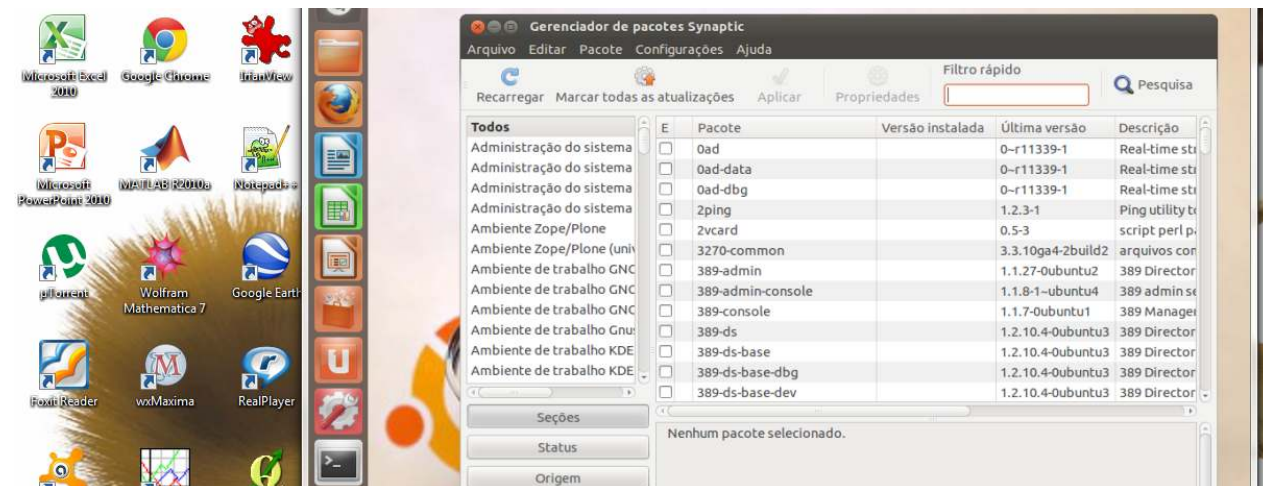 Microsoft Excel 2010
Google Chrome
IrfanView
Microsoft PowerPoint 2010
MATLAB R2010a
Notepad++
µTorrent
Wolfram Mathematica 7
Google Earth
Foxit Reader
wxMaxima
RealPlayer
Gerenciador de pacotes Synaptic
Arquivo Editar Pacote Configurações Ajuda
Recarregar Marcar todas as atualizações Aplicar Propriedades
Filtro rápido
Pesquisa
Todos
Administração do sistema
Administração do sistema
Administração do sistema
Administração do sistema
Ambiente Zope/Plone
Ambiente Zope/Plone (univ
Ambiente de trabalho GNO
Ambiente de trabalho GNO
Ambiente de trabalho GNO
Ambiente de trabalho Gnus
Ambiente de trabalho KDE
Ambiente de trabalho KDE
Seções
Status
Origem
E Pacote Versão instalada Última versão Descrição
0ad 0~r11339-1 Real-time str
0ad-data 0~r11339-1 Real-time str
0ad-dbg 0~r11339-1 Real-time str
2ping 1.2.3-1 Ping utility to
2vcard 0.5-3 script perl pa
3270-common 3.3.10ga4-2build2 arquivos con
389-admin 1.1.27-0ubuntu2 389 Director
389-admin-console 1.1.8-1~ubuntu4 389 admin se
389-console 1.1.7-0ubuntu1 389 Manager
389-ds 1.2.10.4-0ubuntu3 389 Director
389-ds-base 1.2.10.4-0ubuntu3 389 Director
389-ds-base-dbg 1.2.10.4-0ubuntu3 389 Director
389-ds-base-dev 1.2.10.4-0ubuntu3 389 Director
Nenhum pacote selecionado.